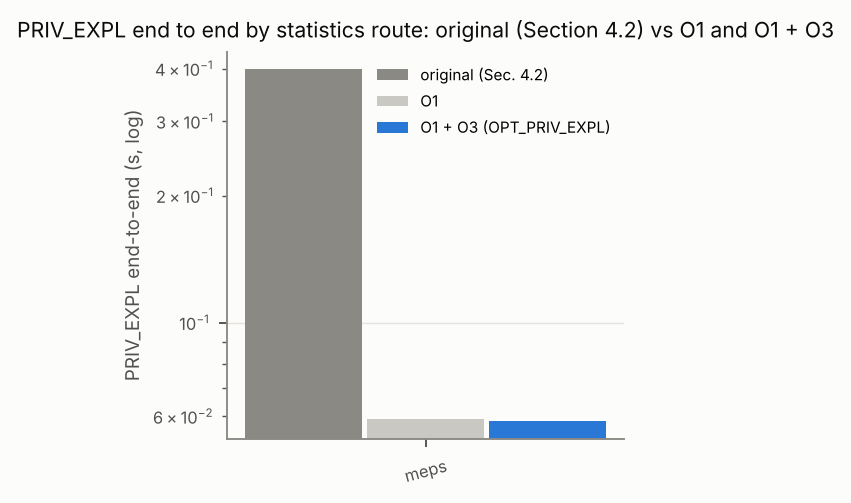 PRIV_EXPL end to end by statistics route: original (Section 4.2) vs O1 and O1 + O3
PRIV_EXPL end-to-end (s, log)
4 × 10⁻¹
3 × 10⁻¹
2 × 10⁻¹
10⁻¹
6 × 10⁻²
original (Sec. 4.2)
O1
O1 + O3 (OPT_PRIV_EXPL)
meps